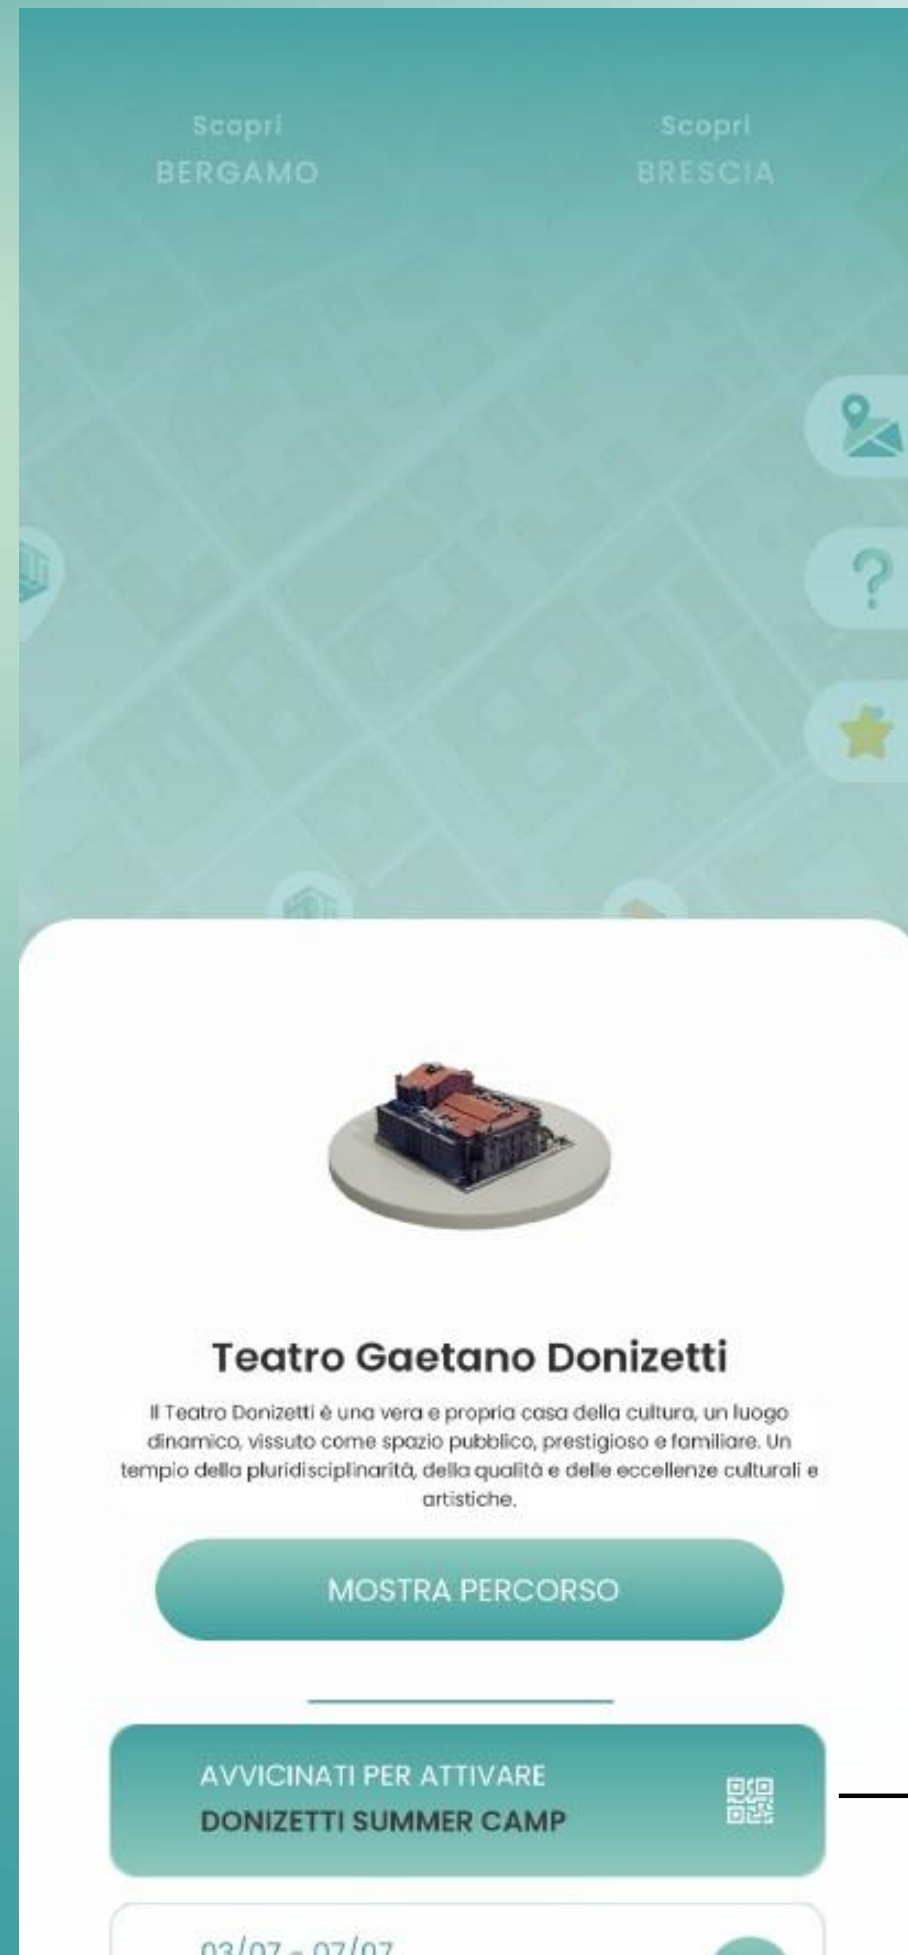 Scopri
BERGAMO
Scopri
BRESCIA
Teatro Gaetano Donizetti
Il Teatro Donizetti è una vera e propria casa della cultura, un luogo
dinamico, vissuto come spazio pubblico, prestigioso e familiare. Un
tempio della pluridisciplinarità, della qualità e delle eccellenze culturali e
artistiche.
MOSTRA PERCORSO
AVVICINATI PER ATTIVARE
DONIZETTI SUMMER CAMP
03/07 - 07/07